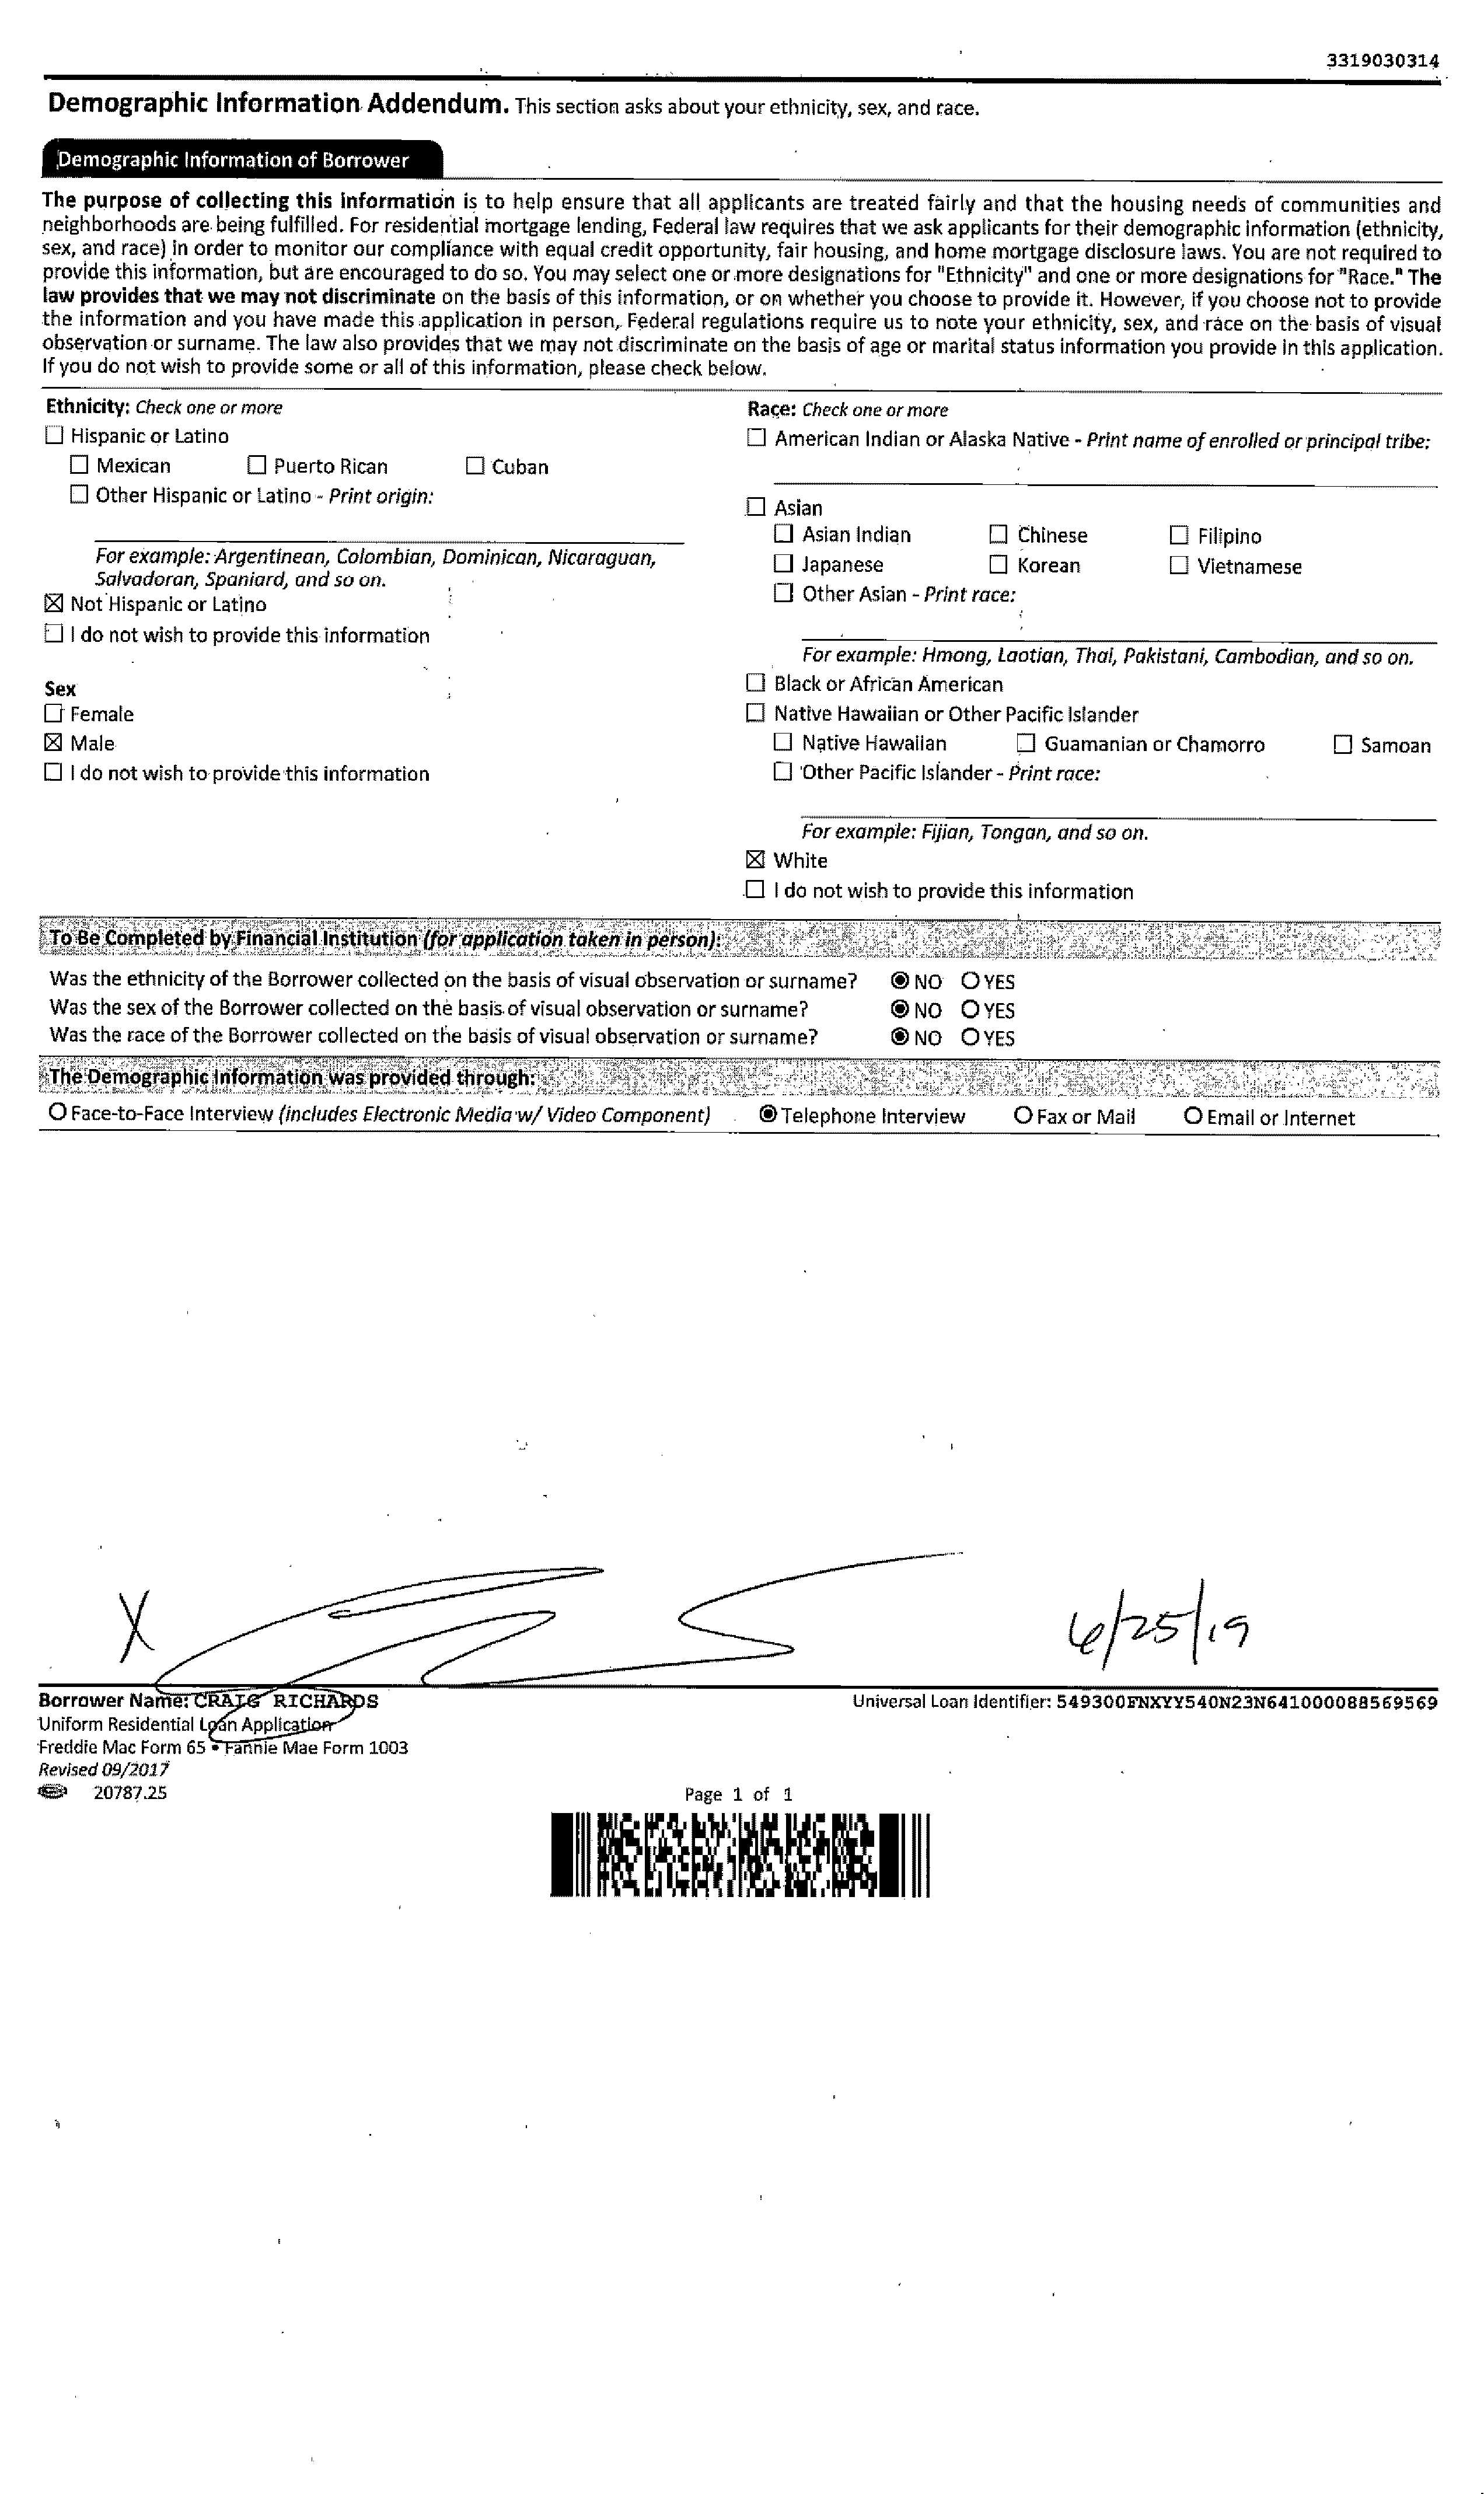 3319030314
Demographic Information Addendum. This section asks about your ethnicity, sex, and race.
Demographic Information of Borrower
The purpose of collecting this information is to help ensure that all applicants are treated fairly and that the housing needs of communities and
neighborhoods are being fulfilled. For residential mortgage lending, Federal law requires that we ask applicants for their demographic information (ethnicity,
sex, and race) in order to monitor our compliance with equal credit opportunity, fair housing, and home mortgage disclosure laws. You are not required to
provide this information, but are encouraged to do so. You may select one or more designations for "Ethnicity" and one or more designations for "Race." The
law provides that we may not discriminate on the basis of this information, or on whether you choose to provide it. However, if you choose not to provide
the information and you have made this application in person, Federal regulations require us to note your ethnicity, sex, and race on the basis of visual
observation or surname. The law also provides that we may not discriminate on the basis of age or marital status information you provide in this application.
If you do not wish to provide some or all of this information, please check below.
Ethnicity: Check one or more
☐ Hispanic or Latino
☐ Mexican ☐ Puerto Rican ☐ Cuban
☐ Other Hispanic or Latino - Print origin:
For example: Argentinean, Colombian, Dominican, Nicaraguan,
Salvadoran, Spaniard, and so on.
☒ Not Hispanic or Latino
☐ I do not wish to provide this information
Sex
☐ Female
☒ Male
☐ I do not wish to provide this information
Race: Check one or more
☐ American Indian or Alaska Native - Print name of enrolled or principal tribe:
☐ Asian
☐ Asian Indian ☐ Chinese ☐ Filipino
☐ Japanese ☐ Korean ☐ Vietnamese
☐ Other Asian - Print race:
For example: Hmong, Laotian, Thai, Pakistani, Cambodian, and so on.
☐ Black or African American
☐ Native Hawaiian or Other Pacific Islander
☐ Native Hawaiian ☐ Guamanian or Chamorro ☐ Samoan
☐ Other Pacific Islander - Print race:
For example: Fijian, Tongan, and so on.
☒ White
☐ I do not wish to provide this information
To Be Completed by Financial Institution (for application taken in person):
Was the ethnicity of the Borrower collected on the basis of visual observation or surname? ◉ NO ○ YES
Was the sex of the Borrower collected on the basis of visual observation or surname? ◉ NO ○ YES
Was the race of the Borrower collected on the basis of visual observation or surname? ◉ NO ○ YES
The Demographic Information was provided through:
○ Face-to-Face Interview (includes Electronic Media w/ Video Component) ◉ Telephone Interview ○ Fax or Mail ○ Email or Internet
X 6/25/19
Borrower Name: CRAIG RICHARDS Universal Loan Identifier: 549300FNXYY540N23N641000088569569
Uniform Residential Loan Application
Freddie Mac Form 65 • Fannie Mae Form 1003
Revised 09/2017
20787.25 Page 1 of 1